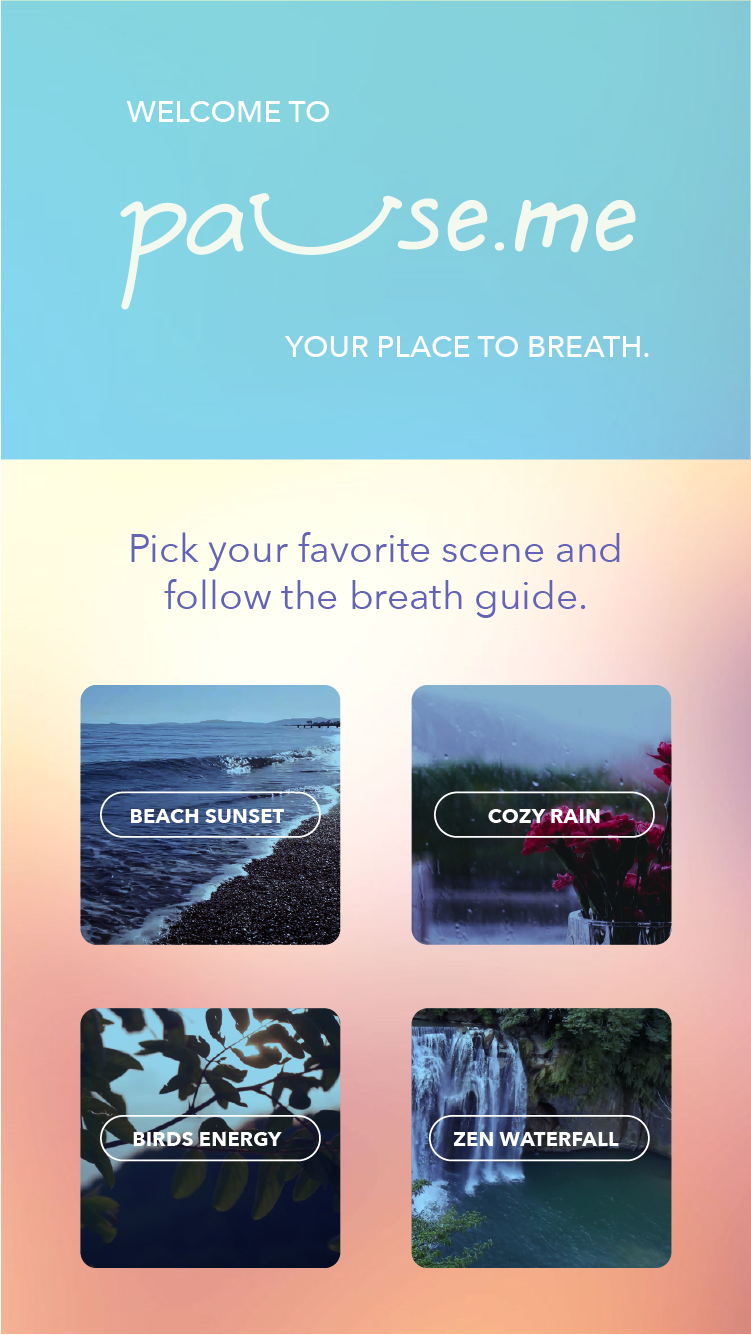 WELCOME TO
pause.me
YOUR PLACE TO BREATH.
Pick your favorite scene and
follow the breath guide.
BEACH SUNSET
COZY RAIN
BIRDS ENERGY
ZEN WATERFALL